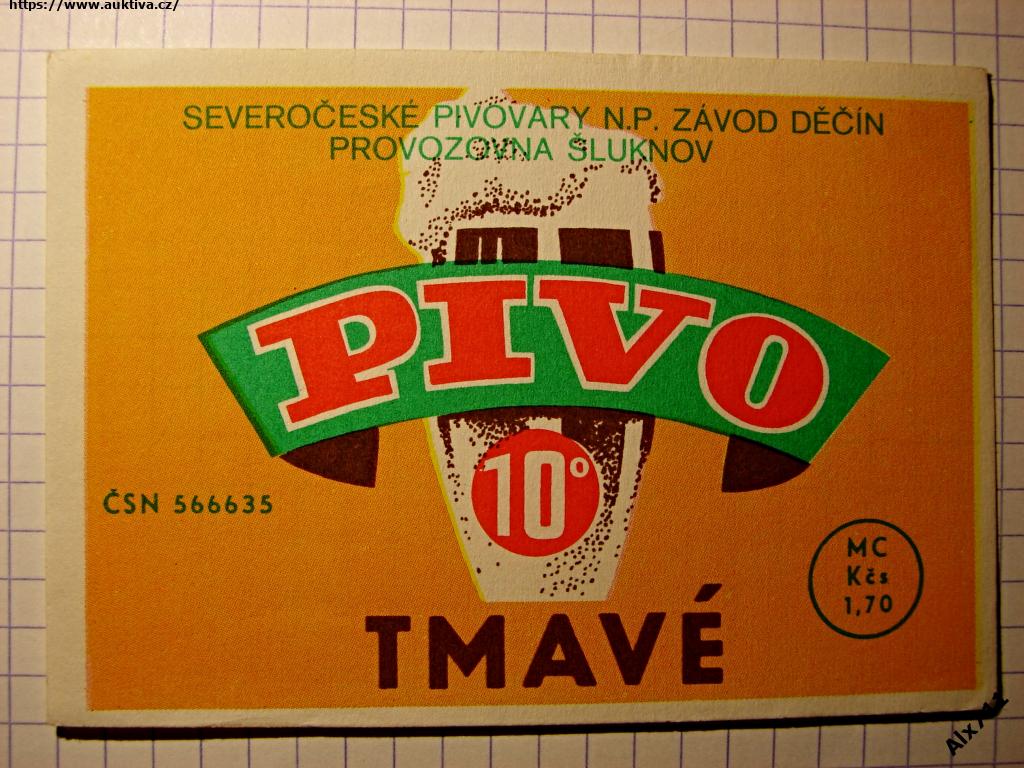 https://www.auktiva.cz/
SEVEROČESKÉ PIVOVARY N.P. ZÁVOD DĚČÍN
PROVOZOVNA ŠLUKNOV
PIVO
10°
ČSN 566635
MC
Kčs
1,70
TMAVÉ